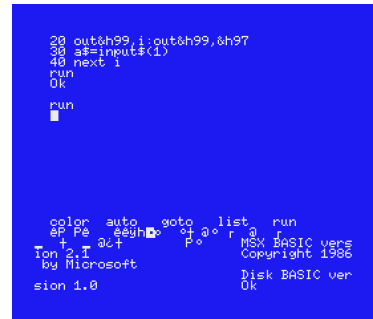 20 out&h99,i:out&h99,&h97
30 a$=input$(1)
40 next i
run
Ok
run
color auto goto list run
MSX BASIC vers
ion 2.1 Copyright 1986
by Microsoft
Disk BASIC ver
sion 1.0 Ok